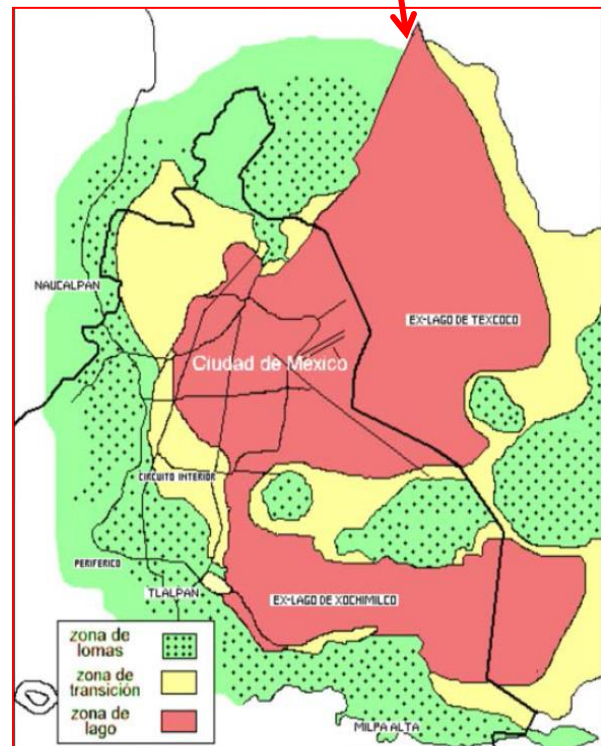 NAUCALPAN
EX-LAGO DE TEXCOCO
Ciudad de México
CIRCUITO INTERIOR
PERIFERICO
TLALPAN
EX-LAGO DE XOCHIMILCO
zona de
lomas
zona de
transición
zona de
lago
MILPA ALTA